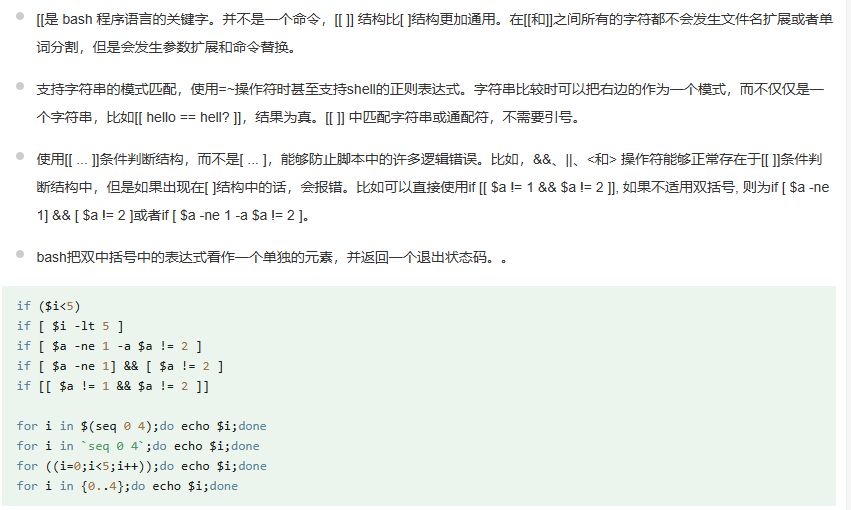 [[是 bash 程序语言的关键字。并不是一个命令，[[ ]] 结构比[ ]结构更加通用。在[[和]]之间所有的字符都不会发生文件名扩展或者单
词分割，但是会发生参数扩展和命令替换。
支持字符串的模式匹配，使用=~操作符时甚至支持shell的正则表达式。字符串比较时可以把右边的作为一个模式，而不仅仅是一
个字符串，比如[[ hello == hell? ]]，结果为真。[[ ]] 中匹配字符串或通配符，不需要引号。
使用[[ ... ]]条件判断结构，而不是[ ... ]，能够防止脚本中的许多逻辑错误。比如，&&、||、<和> 操作符能够正常存在于[[ ]]条件判
断结构中，但是如果出现在[ ]结构中的话，会报错。比如可以直接使用if [[ $a != 1 && $a != 2 ]], 如果不适用双括号, 则为if [ $a -ne
1] && [ $a != 2 ]或者if [ $a -ne 1 -a $a != 2 ]。
bash把双中括号中的表达式看作一个单独的元素，并返回一个退出状态码。。
if ($i<5)
if [ $i -lt 5 ]
if [ $a -ne 1 -a $a != 2 ]
if [ $a -ne 1] && [ $a != 2 ]
if [[ $a != 1 && $a != 2 ]]
for i in $(seq 0 4);do echo $i;done
for i in `seq 0 4`;do echo $i;done
for ((i=0;i<5;i++));do echo $i;done
for i in {0..4};do echo $i;done